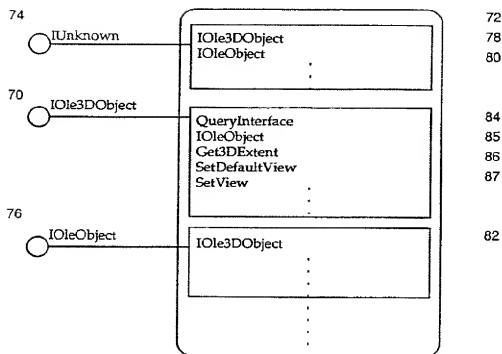 74
72
IUnknown
IOle3DObject
78
IOleObject
80
70
IOle3DObject
QueryInterface
84
IOleObject
85
Get3DExtent
86
SetDefaultView
87
SetView
76
IOleObject
IOle3DObject
82